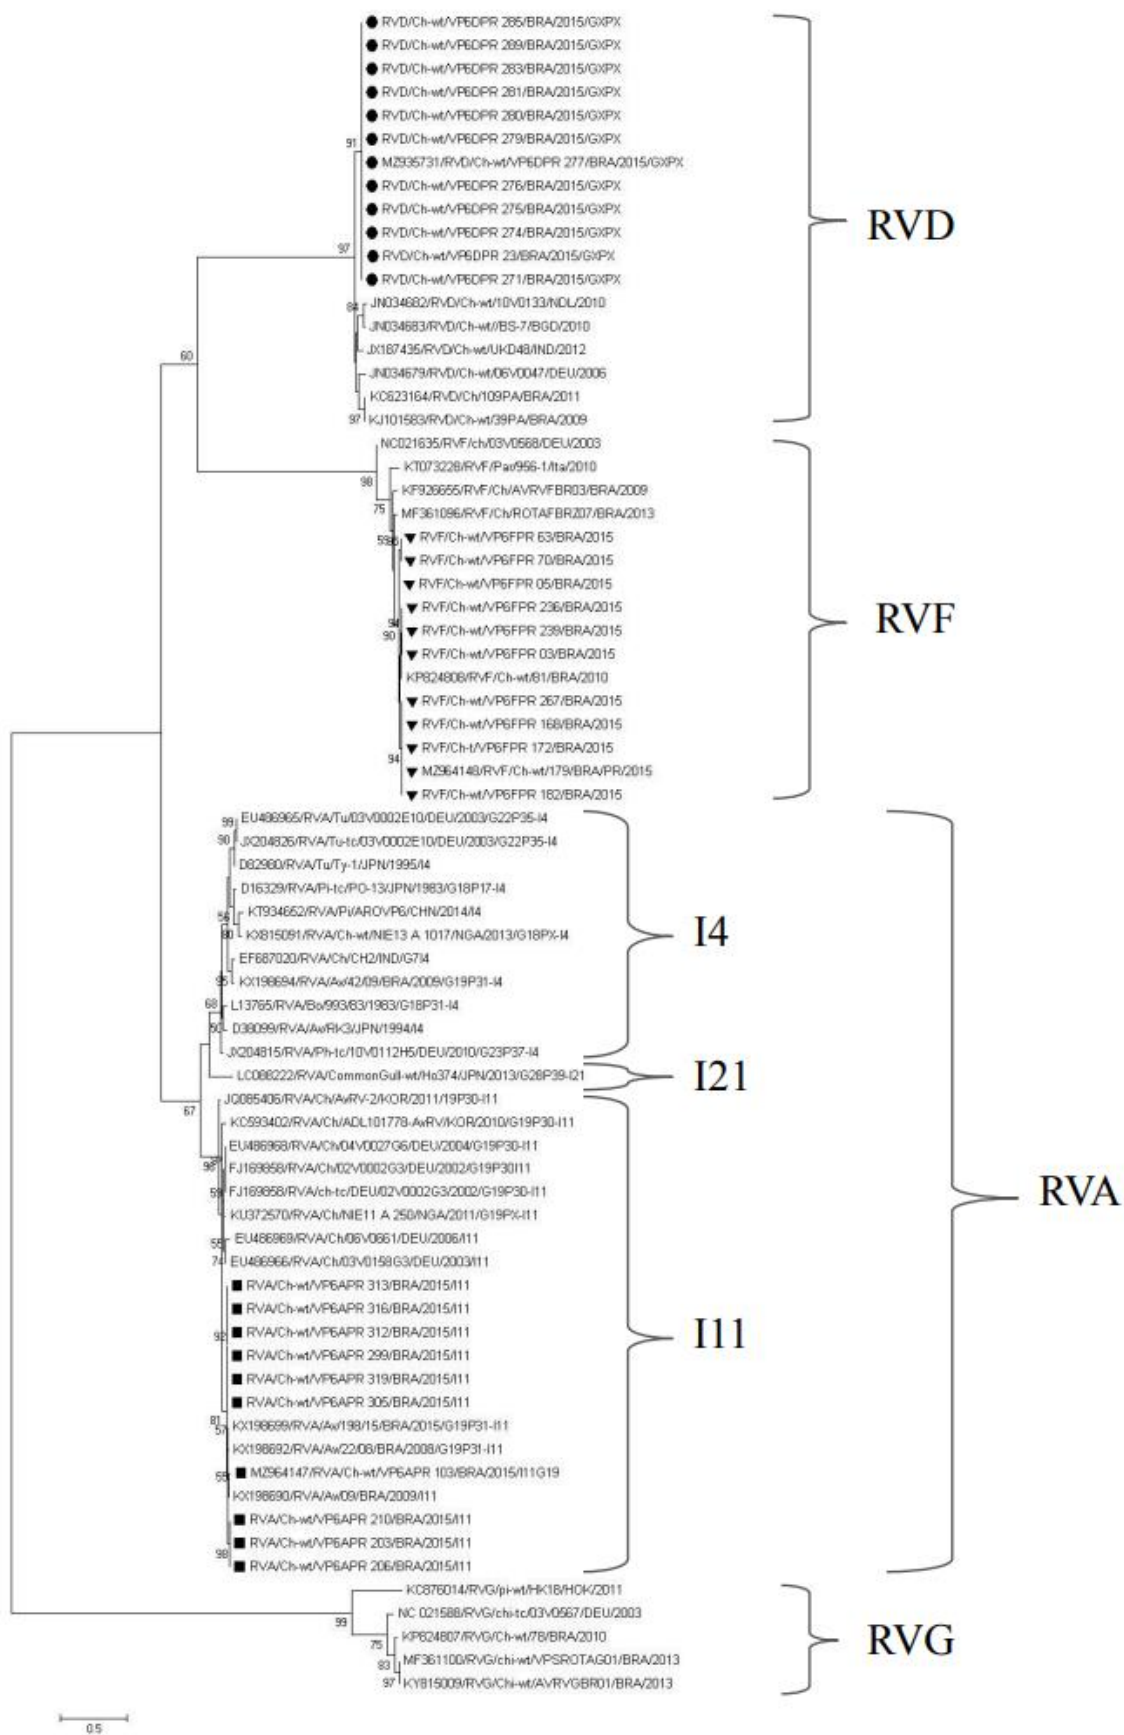 RVD/Ch-wt/VP6DPR 285/BRA/2015/GXPX
RVD/Ch-wt/VP6DPR 289/BRA/2015/GXPX
RVD/Ch-wt/VP6DPR 283/BRA/2015/GXPX
RVD/Ch-wt/VP6DPR 281/BRA/2015/GXPX
RVD/Ch-wt/VP6DPR 280/BRA/2015/GXPX
RVD/Ch-wt/VP6DPR 279/BRA/2015/GXPX
91
MZ935731/RVD/Ch-wt/VP6DPR 277/BRA/2015/GXPX
RVD/Ch-wt/VP6DPR 276/BRA/2015/GXPX
RVD/Ch-wt/VP6DPR 275/BRA/2015/GXPX
RVD
RVD/Ch-wt/VP6DPR 274/BRA/2015/GXPX
97
RVD/Ch-wt/VP6DPR 23/BRA/2015/GXPX
RVD/Ch-wt/VP6DPR 271/BRA/2015/GXPX
JN034682/RVD/Ch-wt/10V0133/NDL/2010
84
JN034683/RVD/Ch-wt//BS-7/BGD/2010
JX187435/RVD/Ch-wt/UKD48/IND/2012
60
JN034679/RVD/Ch-wt/06V0047/DEU/2006
KC623164/RVD/Ch/109PA/BRA/2011
97
KJ101583/RVD/Ch-wt/39PA/BRA/2009
NC021635/RVF/ch/03V0568/DEU/2003
KT073228/RVF/Pav/956-1/Ita/2010
98
KF926655/RVF/Ch/AVRVFBR03/BRA/2009
75
MF361096/RVF/Ch/ROTAFBRZ07/BRA/2013
RVF/Ch-wt/VP6FPR 63/BRA/2015
59
RVF/Ch-wt/VP6FPR 70/BRA/2015
RVF/Ch-wt/VP6FPR 05/BRA/2015
RVF/Ch-wt/VP6FPR 236/BRA/2015
RVF
94
RVF/Ch-wt/VP6FPR 239/BRA/2015
90
RVF/Ch-wt/VP6FPR 03/BRA/2015
KP824808/RVF/Ch-wt/81/BRA/2010
RVF/Ch-wt/VP6FPR 267/BRA/2015
RVF/Ch-wt/VP6FPR 168/BRA/2015
RVF/Ch-t/VP6FPR 172/BRA/2015
94
MZ964148/RVF/Ch-wt/179/BRA/PR/2015
RVF/Ch-wt/VP6FPR 182/BRA/2015
99
EU486965/RVA/Tu/03V0002E10/DEU/2003/G22P35-I4
90
JX204826/RVA/Tu-tc/03V0002E10/DEU/2003/G22P35-I4
D82980/RVA/Tu/Ty-1/JPN/1995/I4
D16329/RVA/Pi-tc/PO-13/JPN/1983/G18P17-I4
56
KT934652/RVA/Pi/AROVP6/CHN/2014/I4
80
KX815091/RVA/Ch-wt/NIE13 A 1017/NGA/2013/G18PX-I4
I4
EF687020/RVA/Ch/CH2/IND/G7I4
95
KX198694/RVA/Av/42/09/BRA/2009/G19P31-I4
68
L13765/RVA/Bo/993/83/1983/G18P31-I4
50
D38099/RVA/Av/RK3/JPN/1994/I4
JX204815/RVA/Ph-tc/10V0112H5/DEU/2010/G23P37-I4
LC088222/RVA/CommonGull-wt/Ho374/JPN/2013/G28P39-I21
I21
67
JQ085406/RVA/Ch/AvRV-2/KOR/2011/19P30-I11
KC593402/RVA/Ch/ADL101778-AvRV/KOR/2010/G19P30-I11
EU486968/RVA/Ch/04V0027G6/DEU/2004/G19P30-I11
98
FJ169858/RVA/Ch/02V0002G3/DEU/2002/G19P30I11
59
FJ169858/RVA/ch-tc/DEU/02V0002G3/2002/G19P30-I11
RVA
KU372570/RVA/Ch/NIE11 A 250/NGA/2011/G19PX-I11
55
EU486969/RVA/Ch/06V0661/DEU/2006/I11
74
EU486966/RVA/Ch/03V0158G3/DEU/2003/I11
RVA/Ch-wt/VP6APR 313/BRA/2015/I11
RVA/Ch-wt/VP6APR 316/BRA/2015/I11
92
RVA/Ch-wt/VP6APR 312/BRA/2015/I11
I11
RVA/Ch-wt/VP6APR 299/BRA/2015/I11
RVA/Ch-wt/VP6APR 319/BRA/2015/I11
RVA/Ch-wt/VP6APR 305/BRA/2015/I11
81
57
KX198699/RVA/Av/198/15/BRA/2015/G19P31-I11
KX198692/RVA/Av22/08/BRA/2008/G19P31-I11
55
MZ964147/RVA/Ch-wt/VP6APR 103/BRA/2015/I11G19
KX198690/RVA/Av09/BRA/2009/I11
RVA/Ch-wt/VP6APR 210/BRA/2015/I11
RVA/Ch-wt/VP6APR 203/BRA/2015/I11
98
RVA/Ch-wt/VP6APR 206/BRA/2015/I11
KC876014/RVG/pi-wt/HK18/HOK/2011
99
NC 021588/RVG/chi-tc/03V0567/DEU/2003
75
KP824807/RVG/Ch-wt/78/BRA/2010
RVG
83
MF361100/RVG/chi-wt/VPSROTAG01/BRA/2013
97
KY815009/RVG/Chi-wt/AVRVGBR01/BRA/2013
0.5